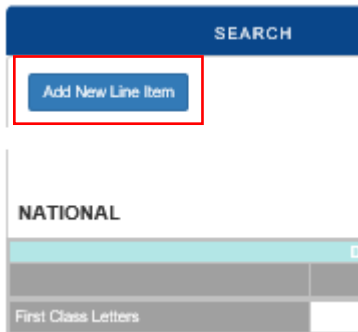 SEARCH
Add New Line Item
NATIONAL
D
First Class Letters